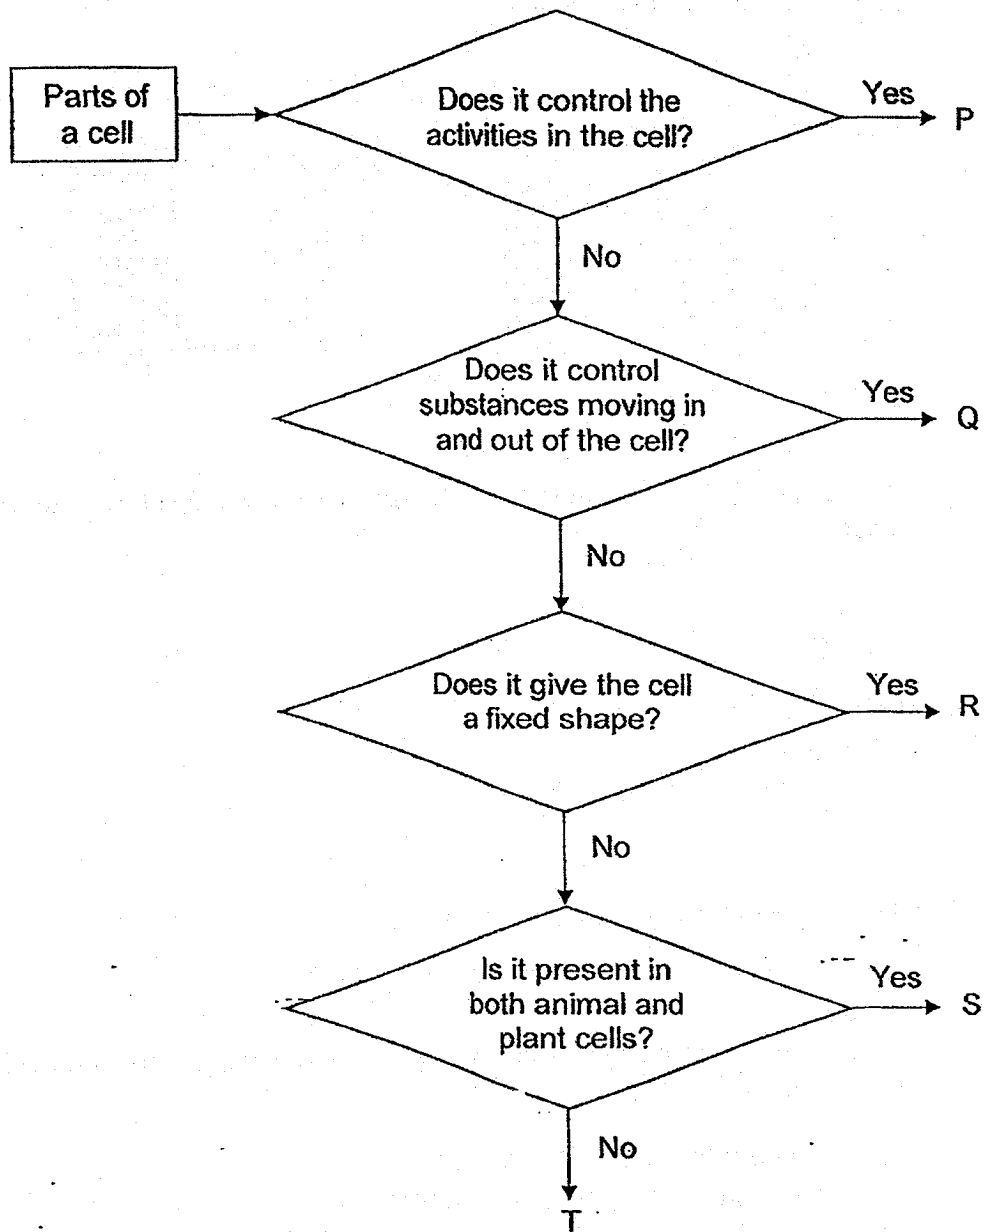 Parts of
a cell
Does it control the
activities in the cell?
Yes
P
No
Does it control
substances moving in
and out of the cell?
Yes
Q
No
Does it give the cell
a fixed shape?
Yes
R
No
Is it present in
both animal and
plant cells?
Yes
S
No
T